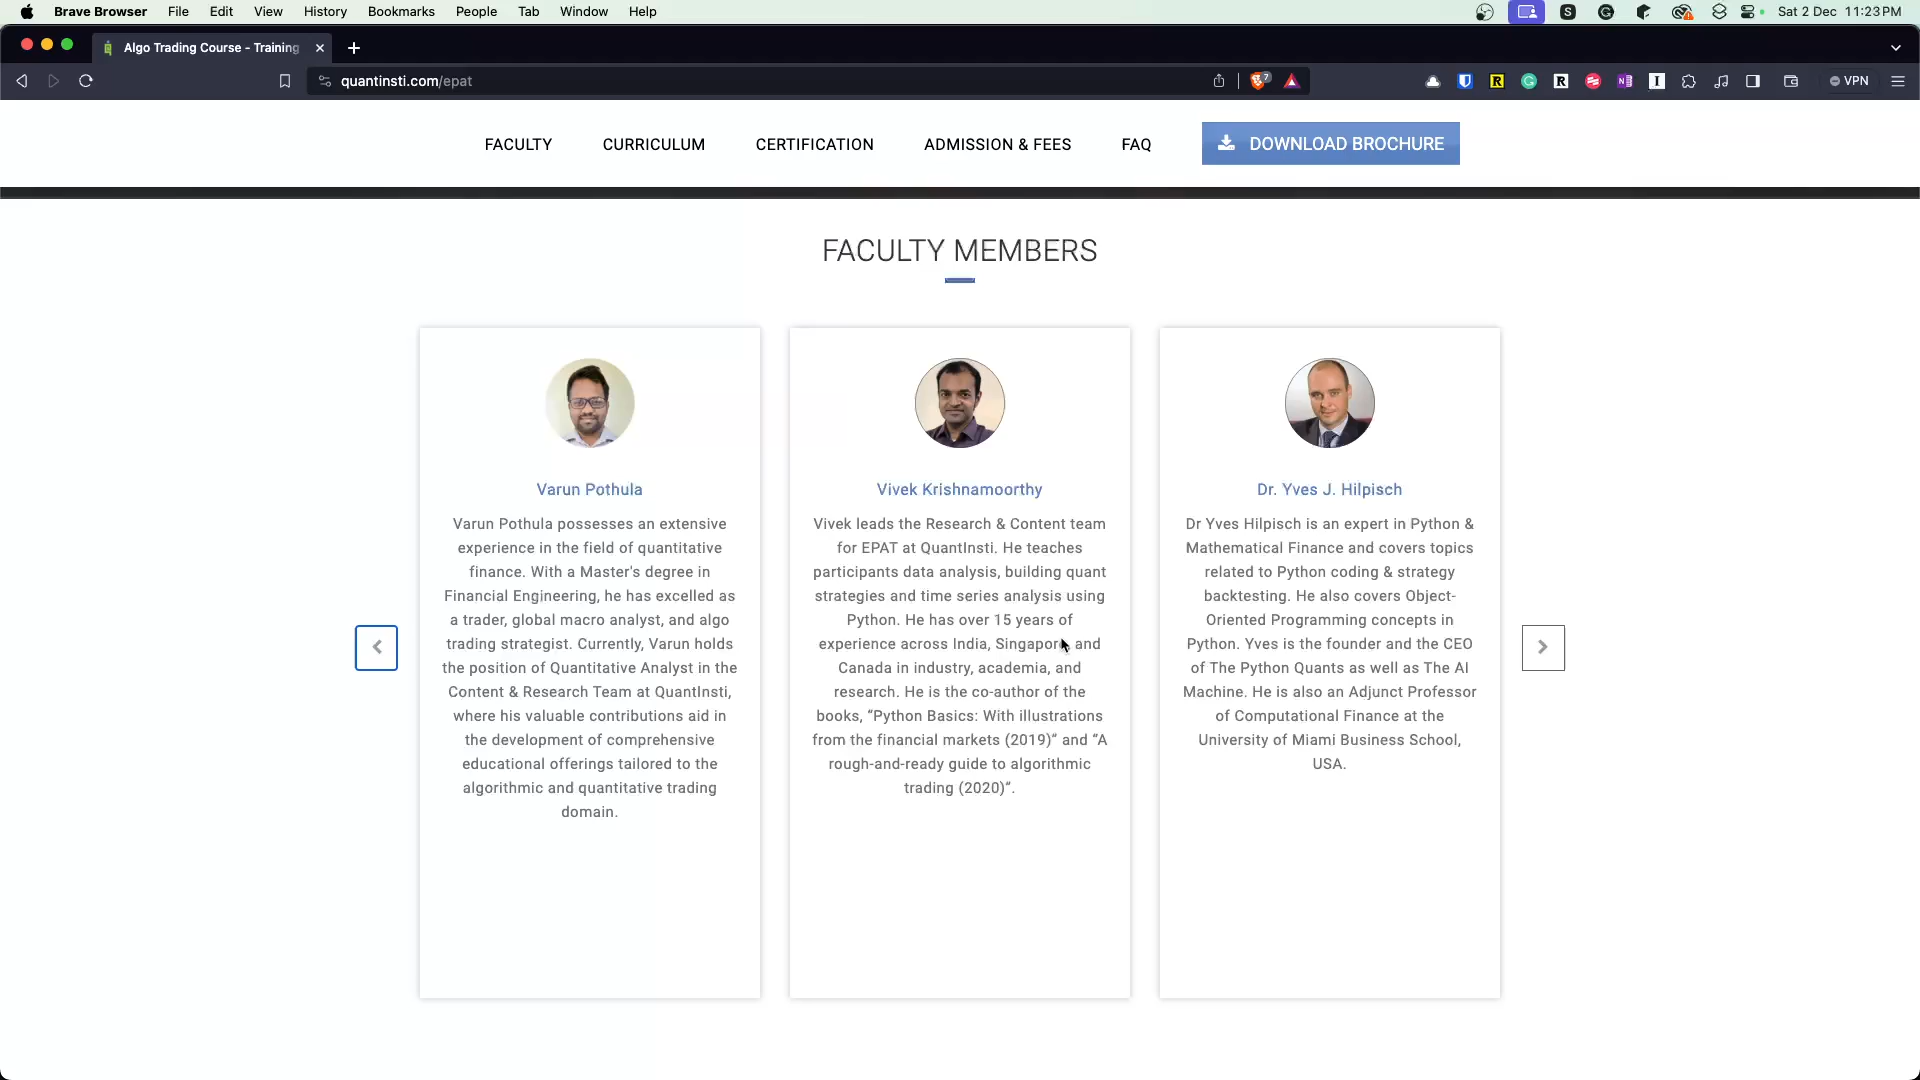 Brave Browser File Edit View History Bookmarks People Tab Window Help Sat 2 Dec 11:23 PM
Algo Trading Course - Training
quantinsti.com/epat 7 VPN
FACULTY CURRICULUM CERTIFICATION ADMISSION & FEES FAQ DOWNLOAD BROCHURE
FACULTY MEMBERS
Varun Pothula
Varun Pothula possesses an extensive
experience in the field of quantitative
finance. With a Master's degree in
Financial Engineering, he has excelled as
a trader, global macro analyst, and algo
trading strategist. Currently, Varun holds
the position of Quantitative Analyst in the
Content & Research Team at QuantInsti,
where his valuable contributions aid in
the development of comprehensive
educational offerings tailored to the
algorithmic and quantitative trading
domain.
Vivek Krishnamoorthy
Vivek leads the Research & Content team
for EPAT at QuantInsti. He teaches
participants data analysis, building quant
strategies and time series analysis using
Python. He has over 15 years of
experience across India, Singapore and
Canada in industry, academia, and
research. He is the co-author of the
books, “Python Basics: With illustrations
from the financial markets (2019)” and “A
rough-and-ready guide to algorithmic
trading (2020)”.
Dr. Yves J. Hilpisch
Dr Yves Hilpisch is an expert in Python &
Mathematical Finance and covers topics
related to Python coding & strategy
backtesting. He also covers Object-
Oriented Programming concepts in
Python. Yves is the founder and the CEO
of The Python Quants as well as The AI
Machine. He is also an Adjunct Professor
of Computational Finance at the
University of Miami Business School,
USA.